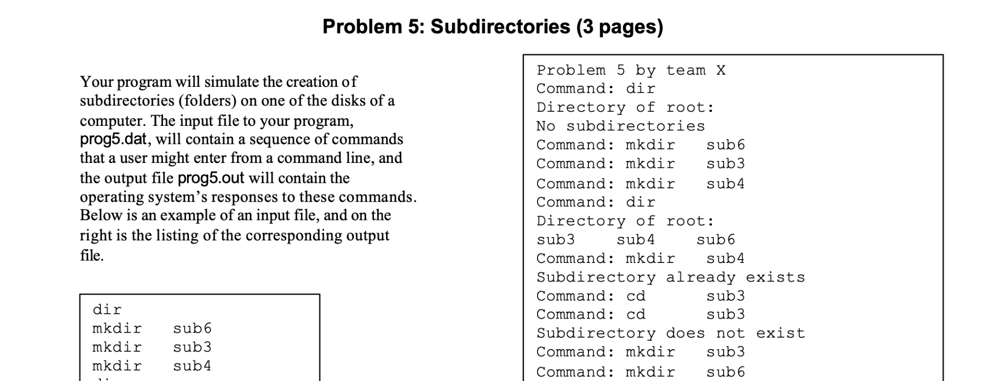 Problem 5: Subdirectories (3 pages)
Your program will simulate the creation of
subdirectories (folders) on one of the disks of a
computer. The input file to your program,
prog5.dat, will contain a sequence of commands
that a user might enter from a command line, and
the output file prog5.out will contain the
operating system’s responses to these commands.
Below is an example of an input file, and on the
right is the listing of the corresponding output
file.
dir
mkdir   sub6
mkdir   sub3
mkdir   sub4
Problem 5 by team X
Command: dir
Directory of root:
No subdirectories
Command: mkdir   sub6
Command: mkdir   sub3
Command: mkdir   sub4
Command: dir
Directory of root:
sub3    sub4    sub6
Command: mkdir   sub4
Subdirectory already exists
Command: cd      sub3
Command: cd      sub3
Subdirectory does not exist
Command: mkdir   sub3
Command: mkdir   sub6